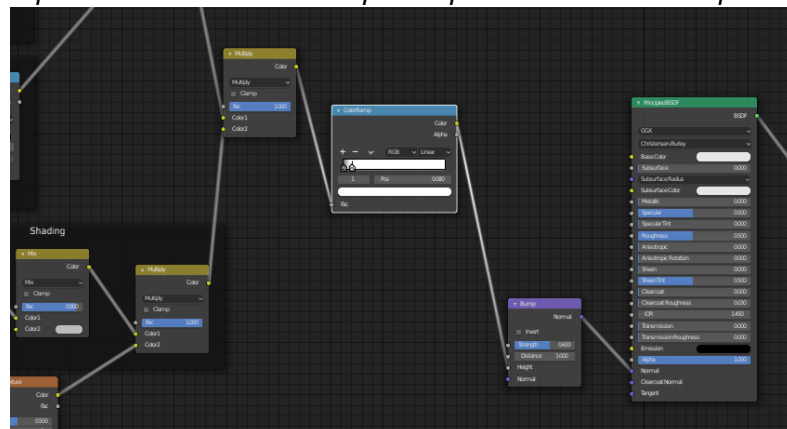 Multiply
Color
Multiply
Clamp
Fac 1.000
Color1
Color2
ColorRamp
Color
Alpha
+ − RGB Linear
1 Pos 0.080
Fac
Shading
Mix
Color
Mix
Clamp
Fac 0.900
Color1
Color2
Multiply
Color
Multiply
Clamp
Fac 1.000
Color1
Color2
Color
Fac
0.500
Bump
Normal
Invert
Strength 0.600
Distance 1.000
Height
Normal
Principled BSDF
BSDF
GGX
Christensen-Burley
Base Color
Subsurface 0.000
Subsurface Radius
Subsurface Color
Metallic 0.000
Specular 0.500
Specular Tint 0.000
Roughness 0.500
Anisotropic 0.000
Anisotropic Rotation 0.000
Sheen 0.000
Sheen Tint 0.500
Clearcoat 0.000
Clearcoat Roughness 0.030
IOR 1.450
Transmission 0.000
Transmission Roughness 0.000
Emission
Alpha 1.000
Normal
Clearcoat Normal
Tangent